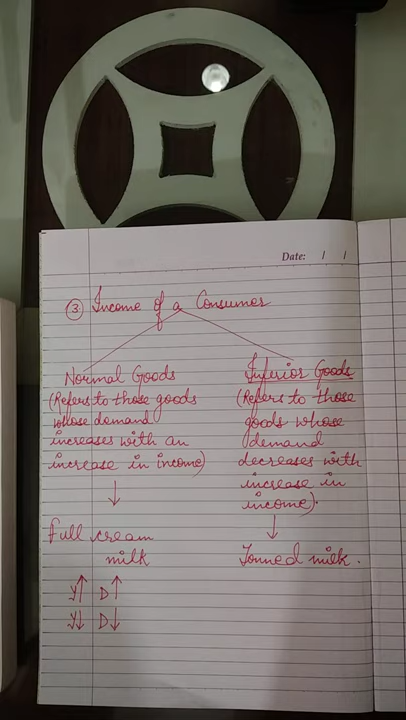 Date: / /
③ Income of a Consumer
Normal Goods
(Refers to those goods
whose demand
increases with an
increase in income)
↓
Full cream
milk
y↑ D↑
y↓ D↓
Inferior Goods
(Refers to those
goods whose
demand
decreases with
increase in
income).
↓
Tonned milk.